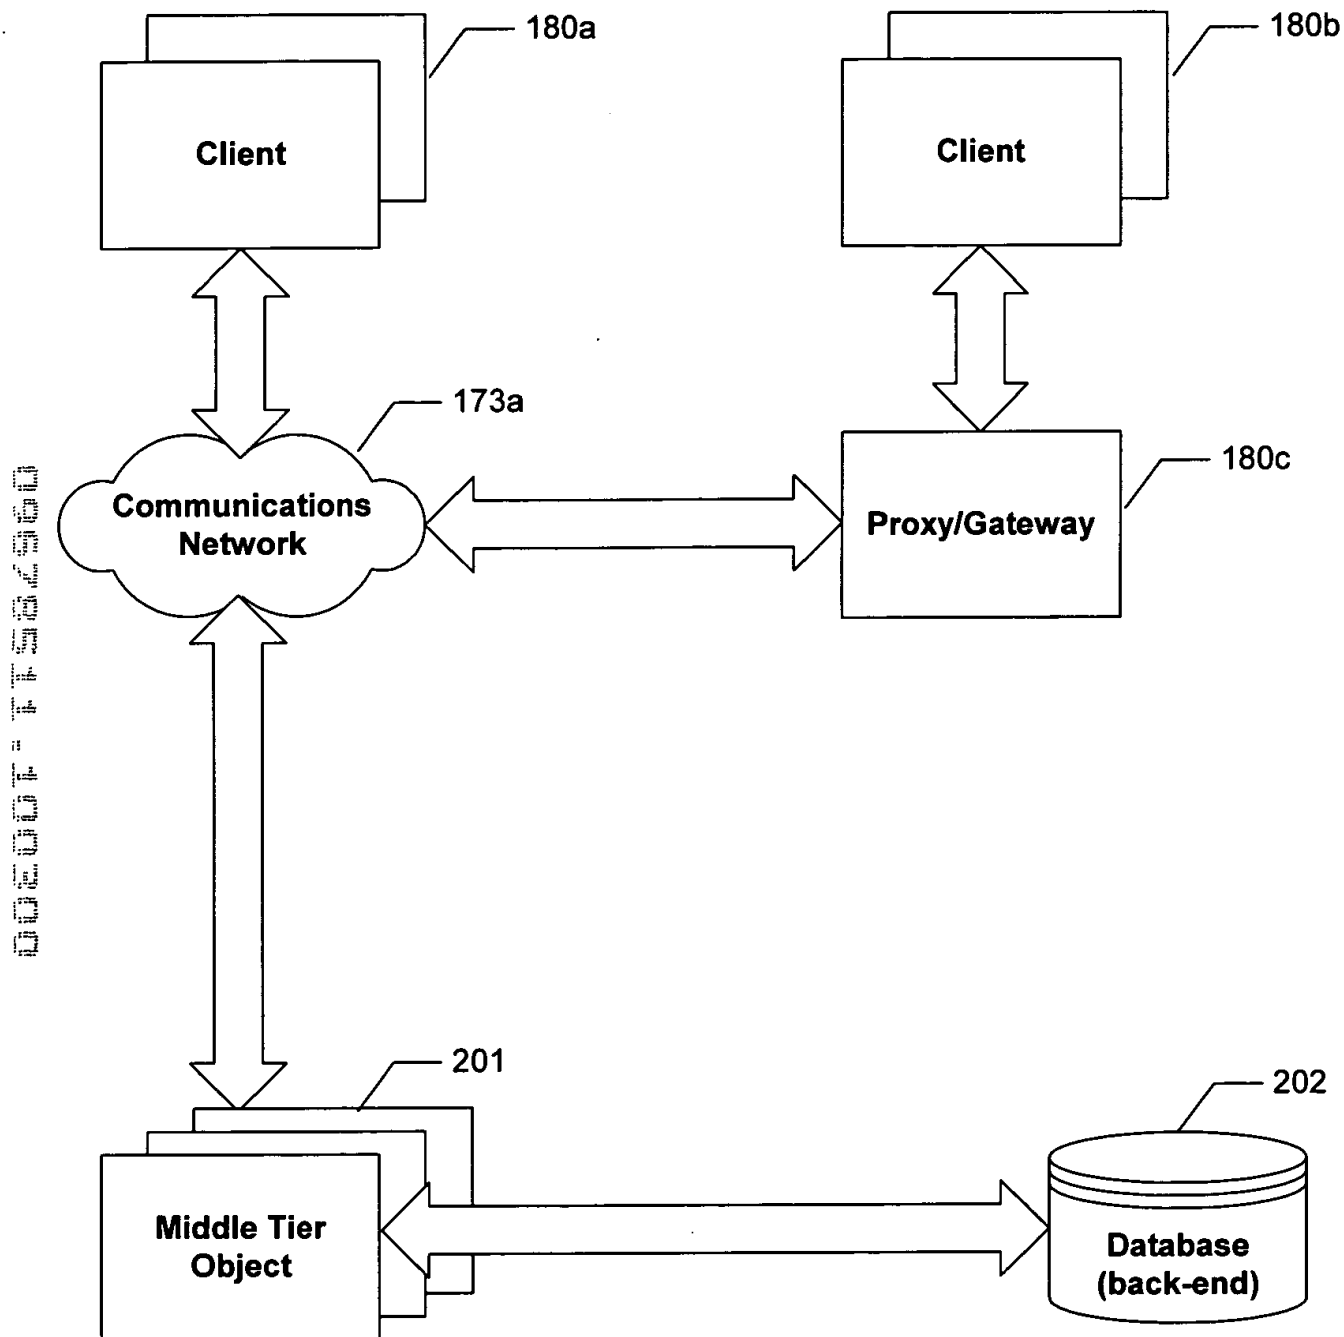 180a
180b
Client
Client
173a
180c
Communications
Network
Proxy/Gateway
201
202
Middle Tier
Object
Database
(back-end)